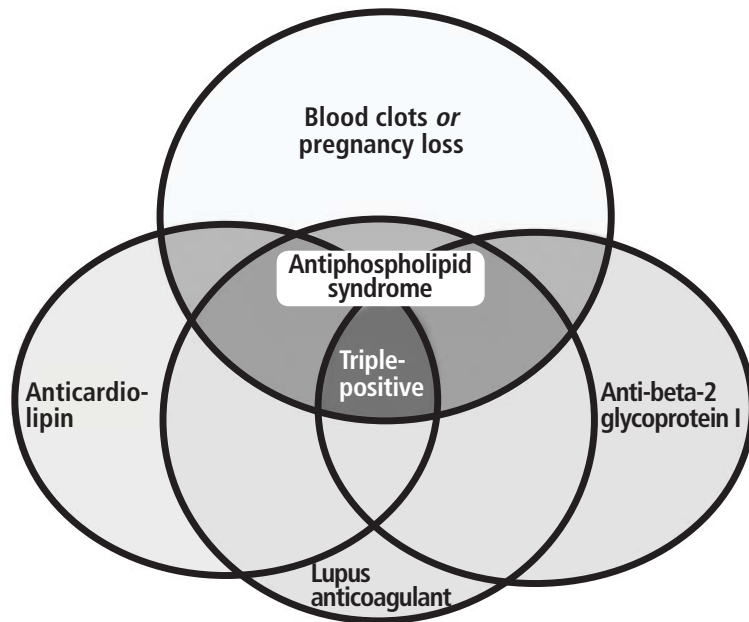 Blood clots or
pregnancy loss
Antiphospholipid
syndrome
Triple-
positive
Anticardio-
lipin
Anti-beta-2
glycoprotein I
Lupus
anticoagulant